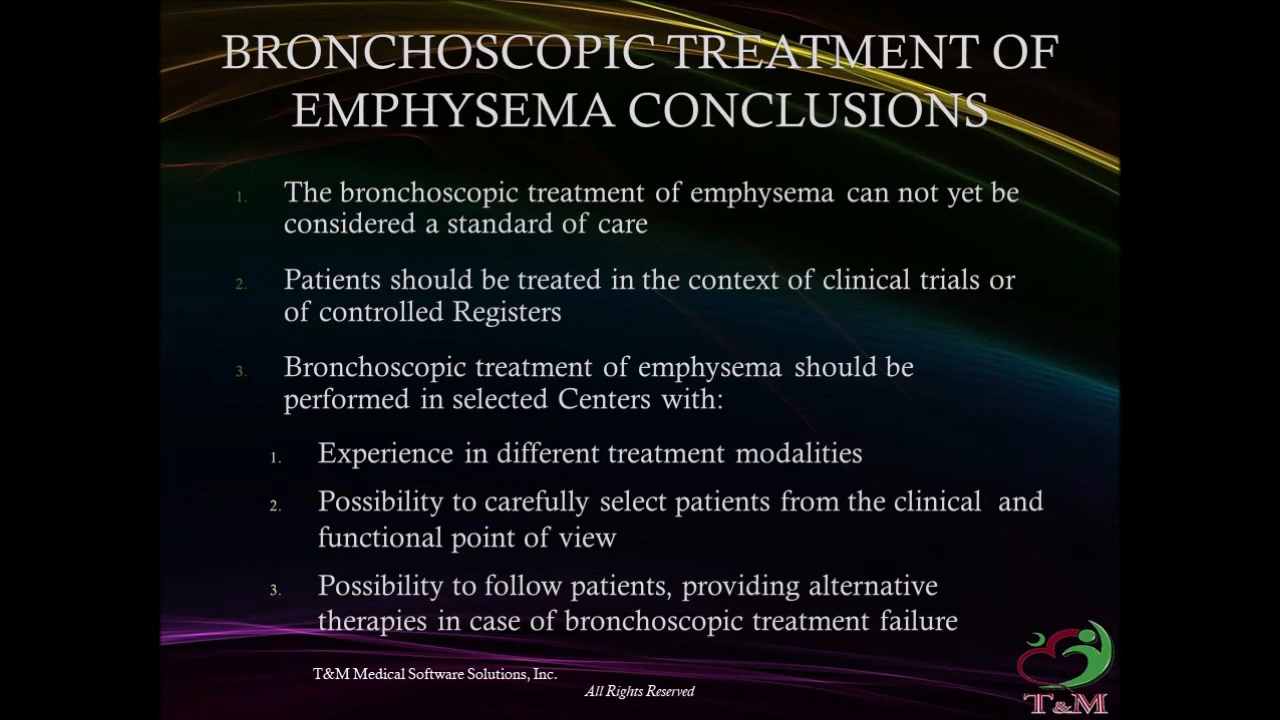 BRONCHOSCOPIC TREATMENT OF
EMPHYSEMA CONCLUSIONS
1. The bronchoscopic treatment of emphysema can not yet be
considered a standard of care
2. Patients should be treated in the context of clinical trials or
of controlled Registers
3. Bronchoscopic treatment of emphysema should be
performed in selected Centers with:
1. Experience in different treatment modalities
2. Possibility to carefully select patients from the clinical and
functional point of view
3. Possibility to follow patients, providing alternative
therapies in case of bronchoscopic treatment failure
T&M Medical Software Solutions, Inc.
All Rights Reserved
T&M